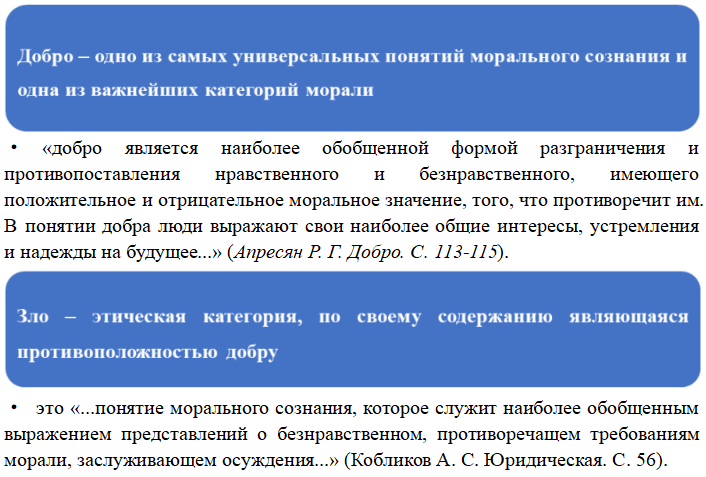 Добро – одно из самых универсальных понятий морального сознания и
одна из важнейших категорий морали
• «добро является наиболее обобщенной формой разграничения и
противопоставления нравственного и безнравственного, имеющего
положительное и отрицательное моральное значение, того, что противоречит им.
В понятии добра люди выражают свои наиболее общие интересы, устремления
и надежды на будущее...» (Апресян Р. Г. Добро. С. 113-115).
Зло – этическая категория, по своему содержанию являющаяся
противоположностью добру
• это «...понятие морального сознания, которое служит наиболее обобщенным
выражением представлений о безнравственном, противоречащем требованиям
морали, заслуживающем осуждения...» (Кобликов А. С. Юридическая. С. 56).